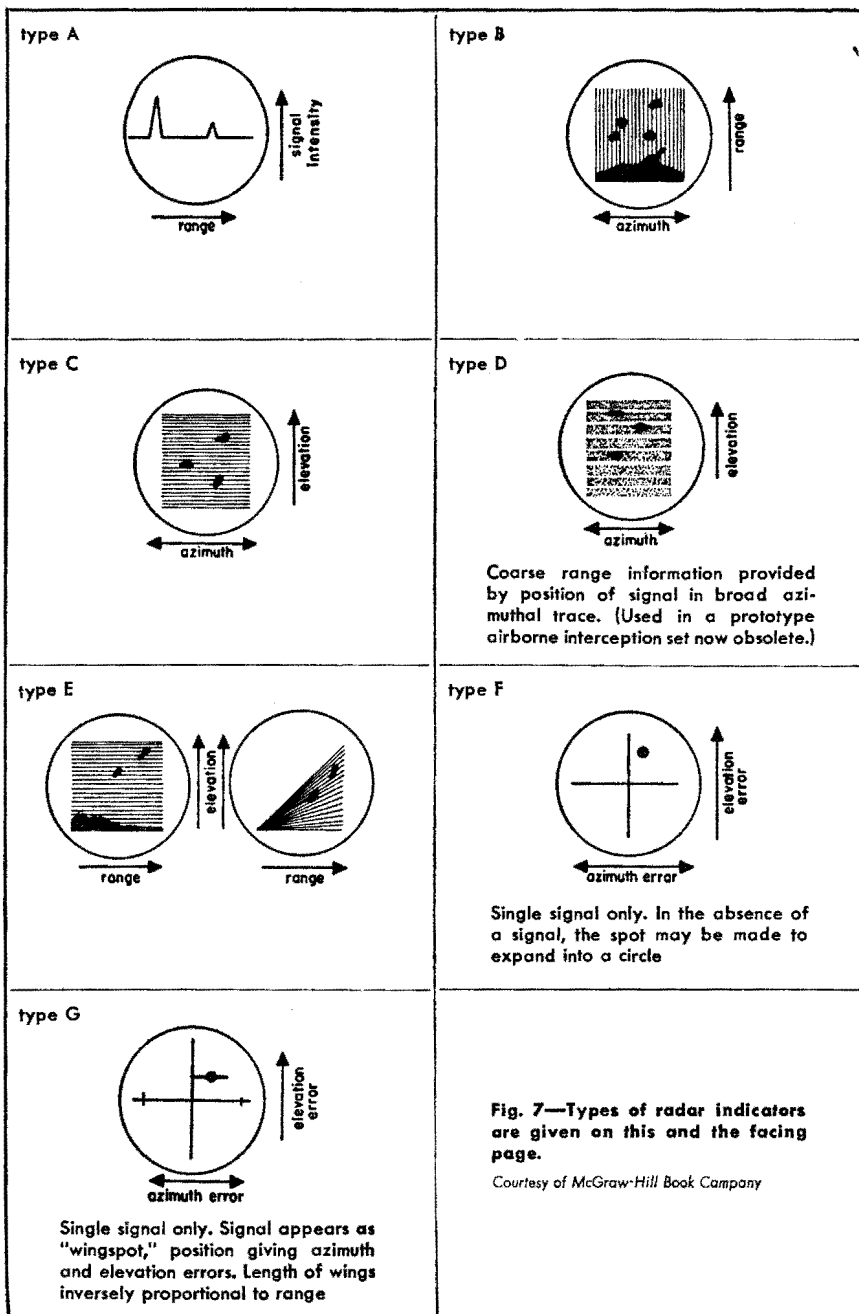 type A
signal
intensity
range
type B
range
azimuth
type C
elevation
azimuth
type D
elevation
azimuth
Coarse range information provided
by position of signal in broad azi-
muthal trace. (Used in a prototype
airborne interception set now obsolete.)
type E
elevation
range
elevation
range
type F
elevation
error
azimuth error
Single signal only. In the absence of
a signal, the spot may be made to
expand into a circle
type G
elevation
error
azimuth error
Single signal only. Signal appears as
"wingspot," position giving azimuth
and elevation errors. Length of wings
inversely proportional to range
Fig. 7—Types of radar indicators
are given on this and the facing
page.
Courtesy of McGraw-Hill Book Company